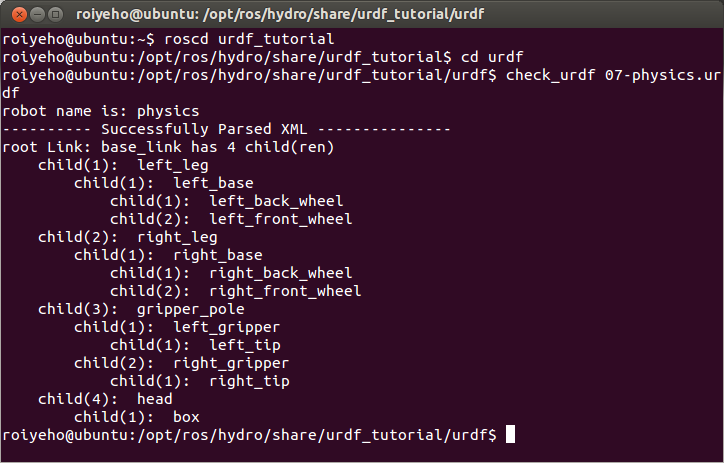 roiyeho@ubuntu: /opt/ros/hydro/share/urdf_tutorial/urdf
roiyeho@ubuntu:~$ roscd urdf_tutorial
roiyeho@ubuntu:/opt/ros/hydro/share/urdf_tutorial$ cd urdf
roiyeho@ubuntu:/opt/ros/hydro/share/urdf_tutorial/urdf$ check_urdf 07-physics.ur
df
robot name is: physics
---------- Successfully Parsed XML ---------------
root Link: base_link has 4 child(ren)
    child(1):  left_leg
        child(1):  left_base
            child(1):  left_back_wheel
            child(2):  left_front_wheel
    child(2):  right_leg
        child(1):  right_base
            child(1):  right_back_wheel
            child(2):  right_front_wheel
    child(3):  gripper_pole
        child(1):  left_gripper
            child(1):  left_tip
        child(2):  right_gripper
            child(1):  right_tip
    child(4):  head
        child(1):  box
roiyeho@ubuntu:/opt/ros/hydro/share/urdf_tutorial/urdf$